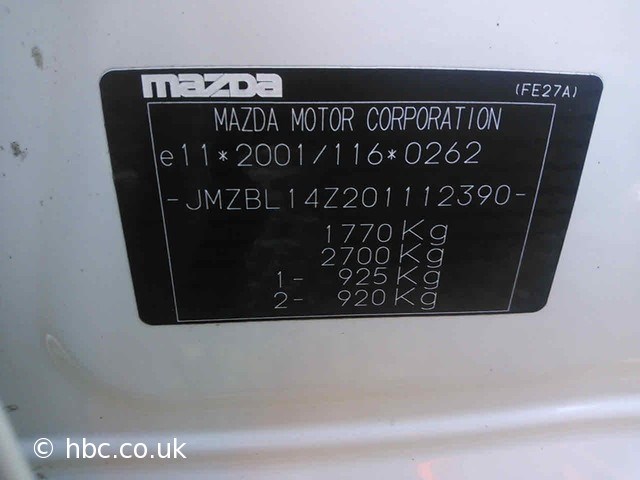 mazda
(FE27A)
MAZDA MOTOR CORPORATION
e11*2001/116*0262
-JMZBL14Z201112390-
1770Kg
2700Kg
1- 925Kg
2- 920Kg
© hbc.co.uk